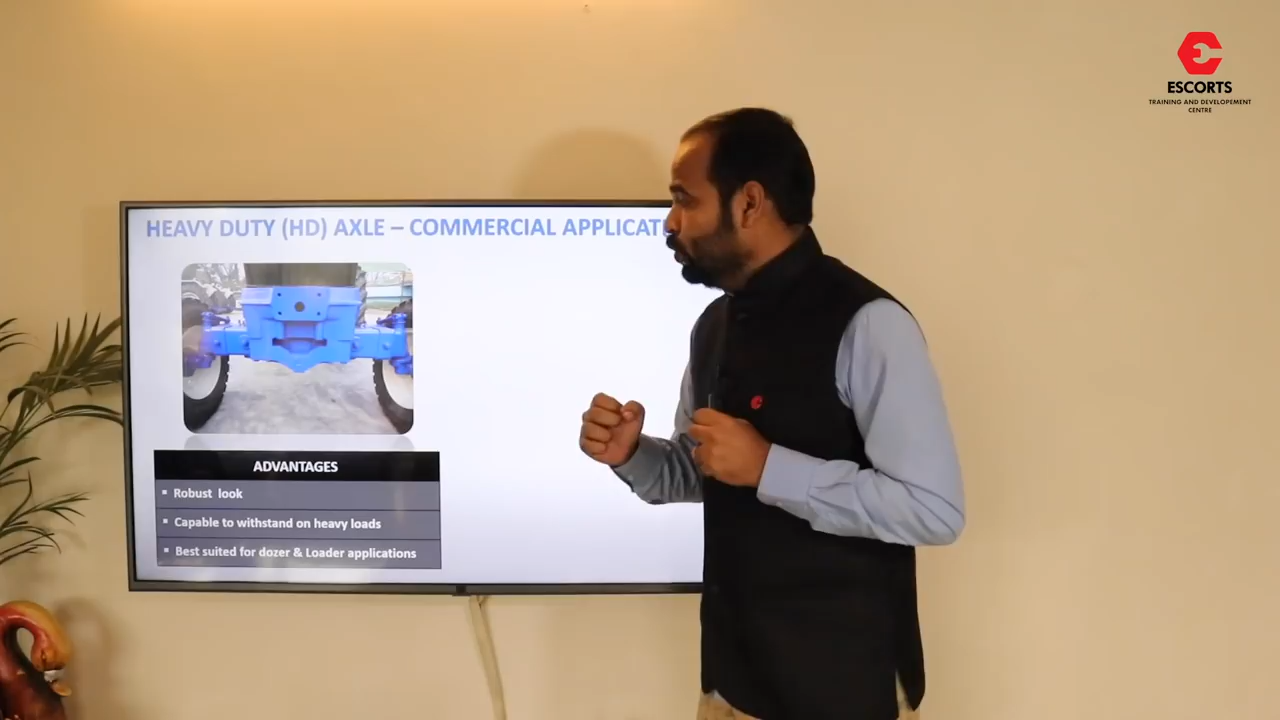 ESCORTS
TRAINING AND DEVELOPEMENT
CENTRE
HEAVY DUTY (HD) AXLE – COMMERCIAL APPLICATI
ADVANTAGES
▪ Robust look
▪ Capable to withstand on heavy loads
▪ Best suited for dozer & Loader applications